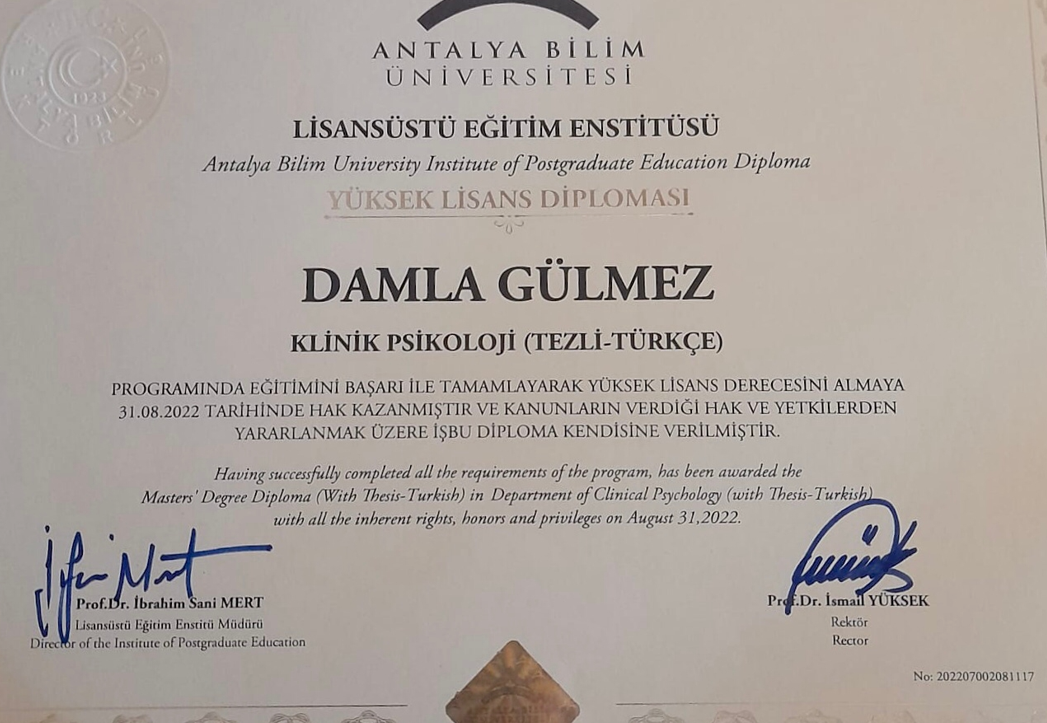 ANTALYA BİLİM
ÜNİVERSİTESİ
LİSANSÜSTÜ EĞİTİM ENSTİTÜSÜ
Antalya Bilim University Institute of Postgraduate Education Diploma
YÜKSEK LİSANS DİPLOMASI
DAMLA GÜLMEZ
KLİNİK PSİKOLOJİ (TEZLİ-TÜRKÇE)
PROGRAMINDA EĞİTİMİNİ BAŞARI İLE TAMAMLAYARAK YÜKSEK LİSANS DERECESİNİ ALMAYA
31.08.2022 TARİHİNDE HAK KAZANMIŞTIR VE KANUNLARIN VERDİĞİ HAK VE YETKİLERDEN
YARARLANMAK ÜZERE İŞBU DİPLOMA KENDİSİNE VERİLMİŞTİR.
Having successfully completed all the requirements of the program, has been awarded the
Masters' Degree Diploma (With Thesis-Turkish) in Department of Clinical Psychology (with Thesis-Turkish)
with all the inherent rights, honors and privileges on August 31,2022.
Prof.Dr. İbrahim Sani MERT
Lisansüstü Eğitim Enstitü Müdürü
Director of the Institute of Postgraduate Education
Prof.Dr. İsmail YÜKSEK
Rektör
Rector
No: 202207002081117